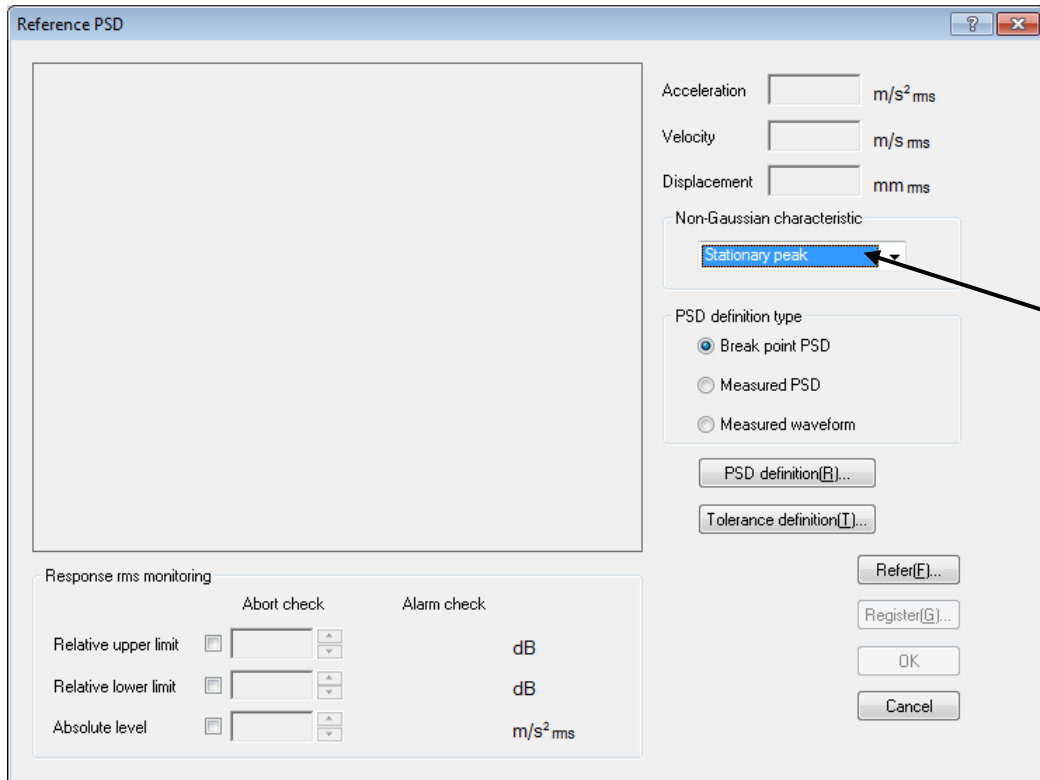 Reference PSD
Acceleration m/s² rms
Velocity m/s rms
Displacement mm rms
Non-Gaussian characteristic
Stationary peak
PSD definition type
Break point PSD
Measured PSD
Measured waveform
PSD definition(R)...
Tolerance definition(T)...
Refer(F)...
Register(G)...
OK
Cancel
Response rms monitoring
Abort check Alarm check
Relative upper limit dB
Relative lower limit dB
Absolute level m/s² rms